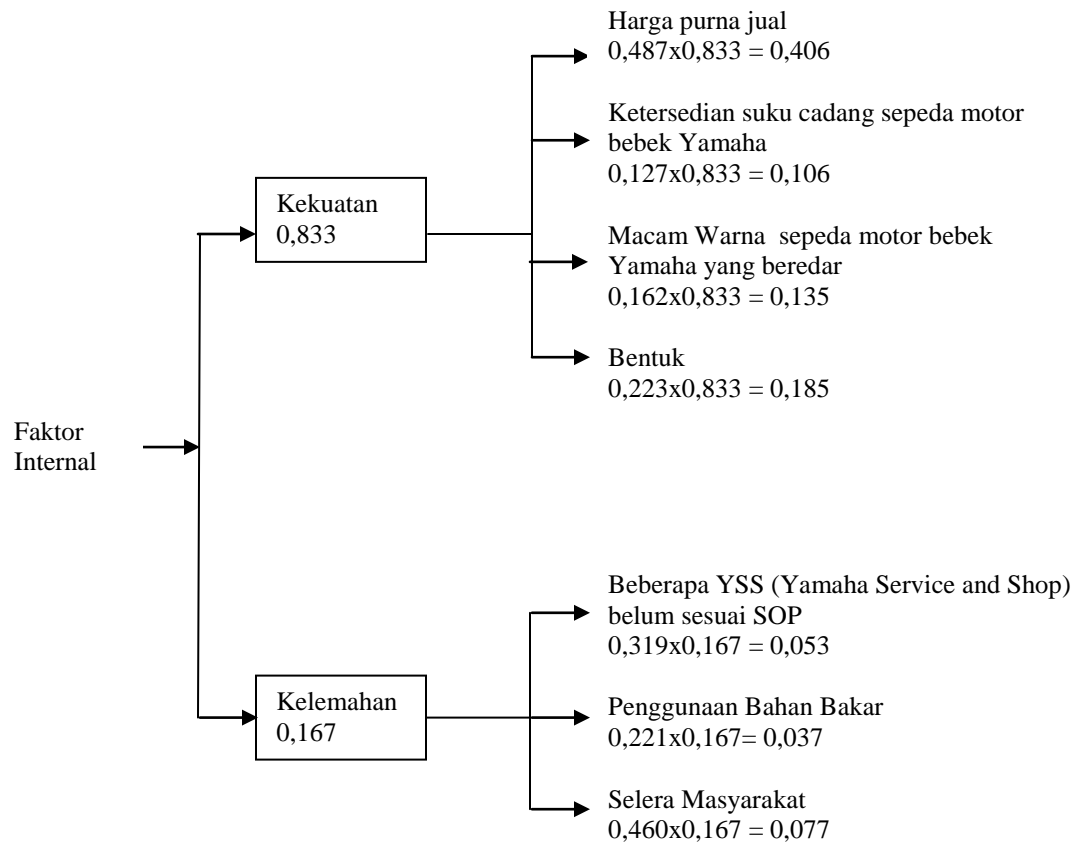 Harga purna jual
0,487x0,833 = 0,406
Ketersedian suku cadang sepeda motor
bebek Yamaha
0,127x0,833 = 0,106
Kekuatan
0,833
Macam Warna  sepeda motor bebek
Yamaha yang beredar
0,162x0,833 = 0,135
Bentuk
0,223x0,833 = 0,185
Faktor
Internal
Beberapa YSS (Yamaha Service and Shop)
belum sesuai SOP
0,319x0,167 = 0,053
Kelemahan
0,167
Penggunaan Bahan Bakar
0,221x0,167= 0,037
Selera Masyarakat
0,460x0,167 = 0,077